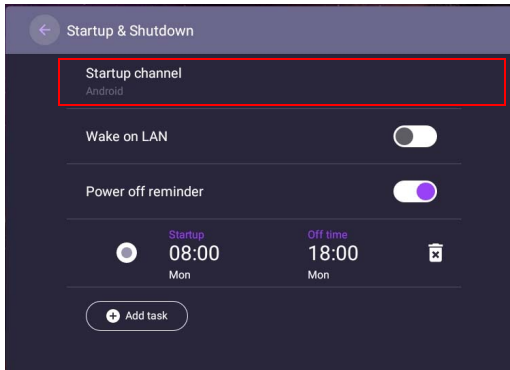 Startup & Shutdown
Startup channel
Android
Wake on LAN
Power off reminder
Startup Off time
08:00 18:00
Mon Mon
Add task